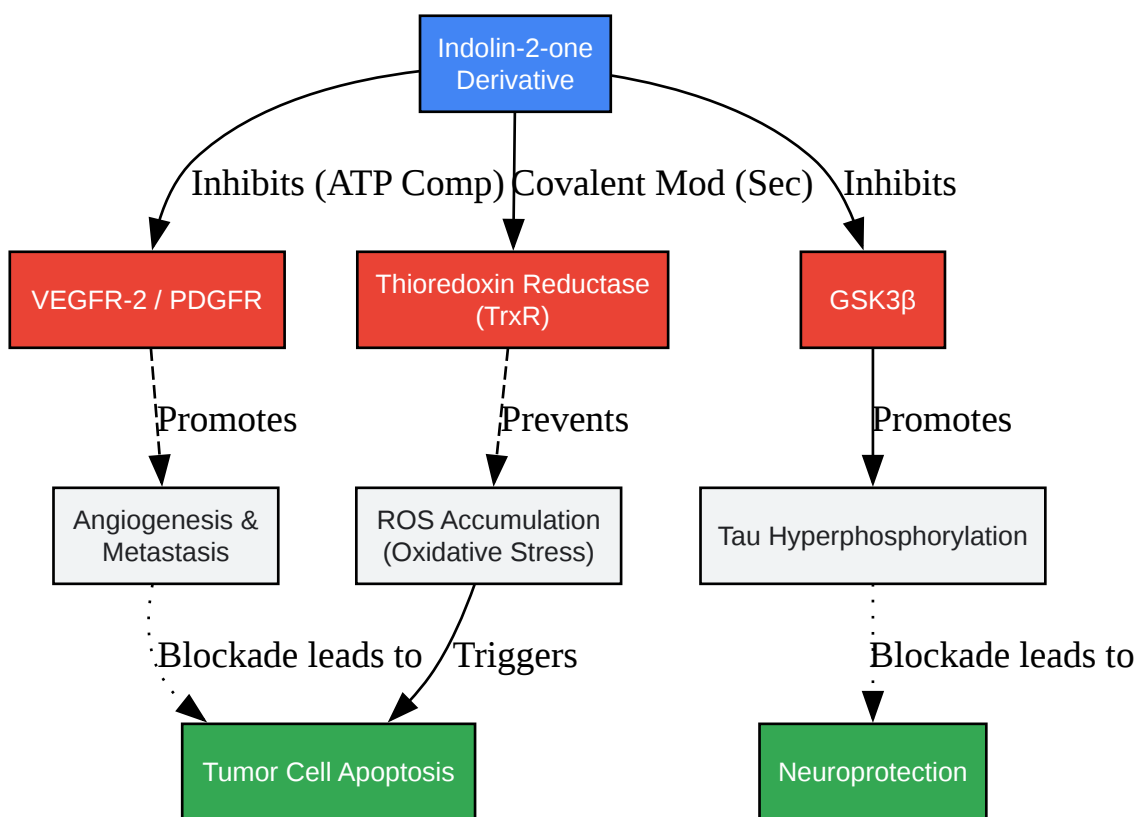 Indolin-2-one
Derivative
Inhibits (ATP Comp)
Covalent Mod (Sec)
Inhibits
VEGFR-2 / PDGFR
Thioredoxin Reductase
(TrxR)
GSK3β
Promotes
Prevents
Promotes
Angiogenesis &
Metastasis
ROS Accumulation
(Oxidative Stress)
Tau Hyperphosphorylation
Blockade leads to
Triggers
Blockade leads to
Tumor Cell Apoptosis
Neuroprotection